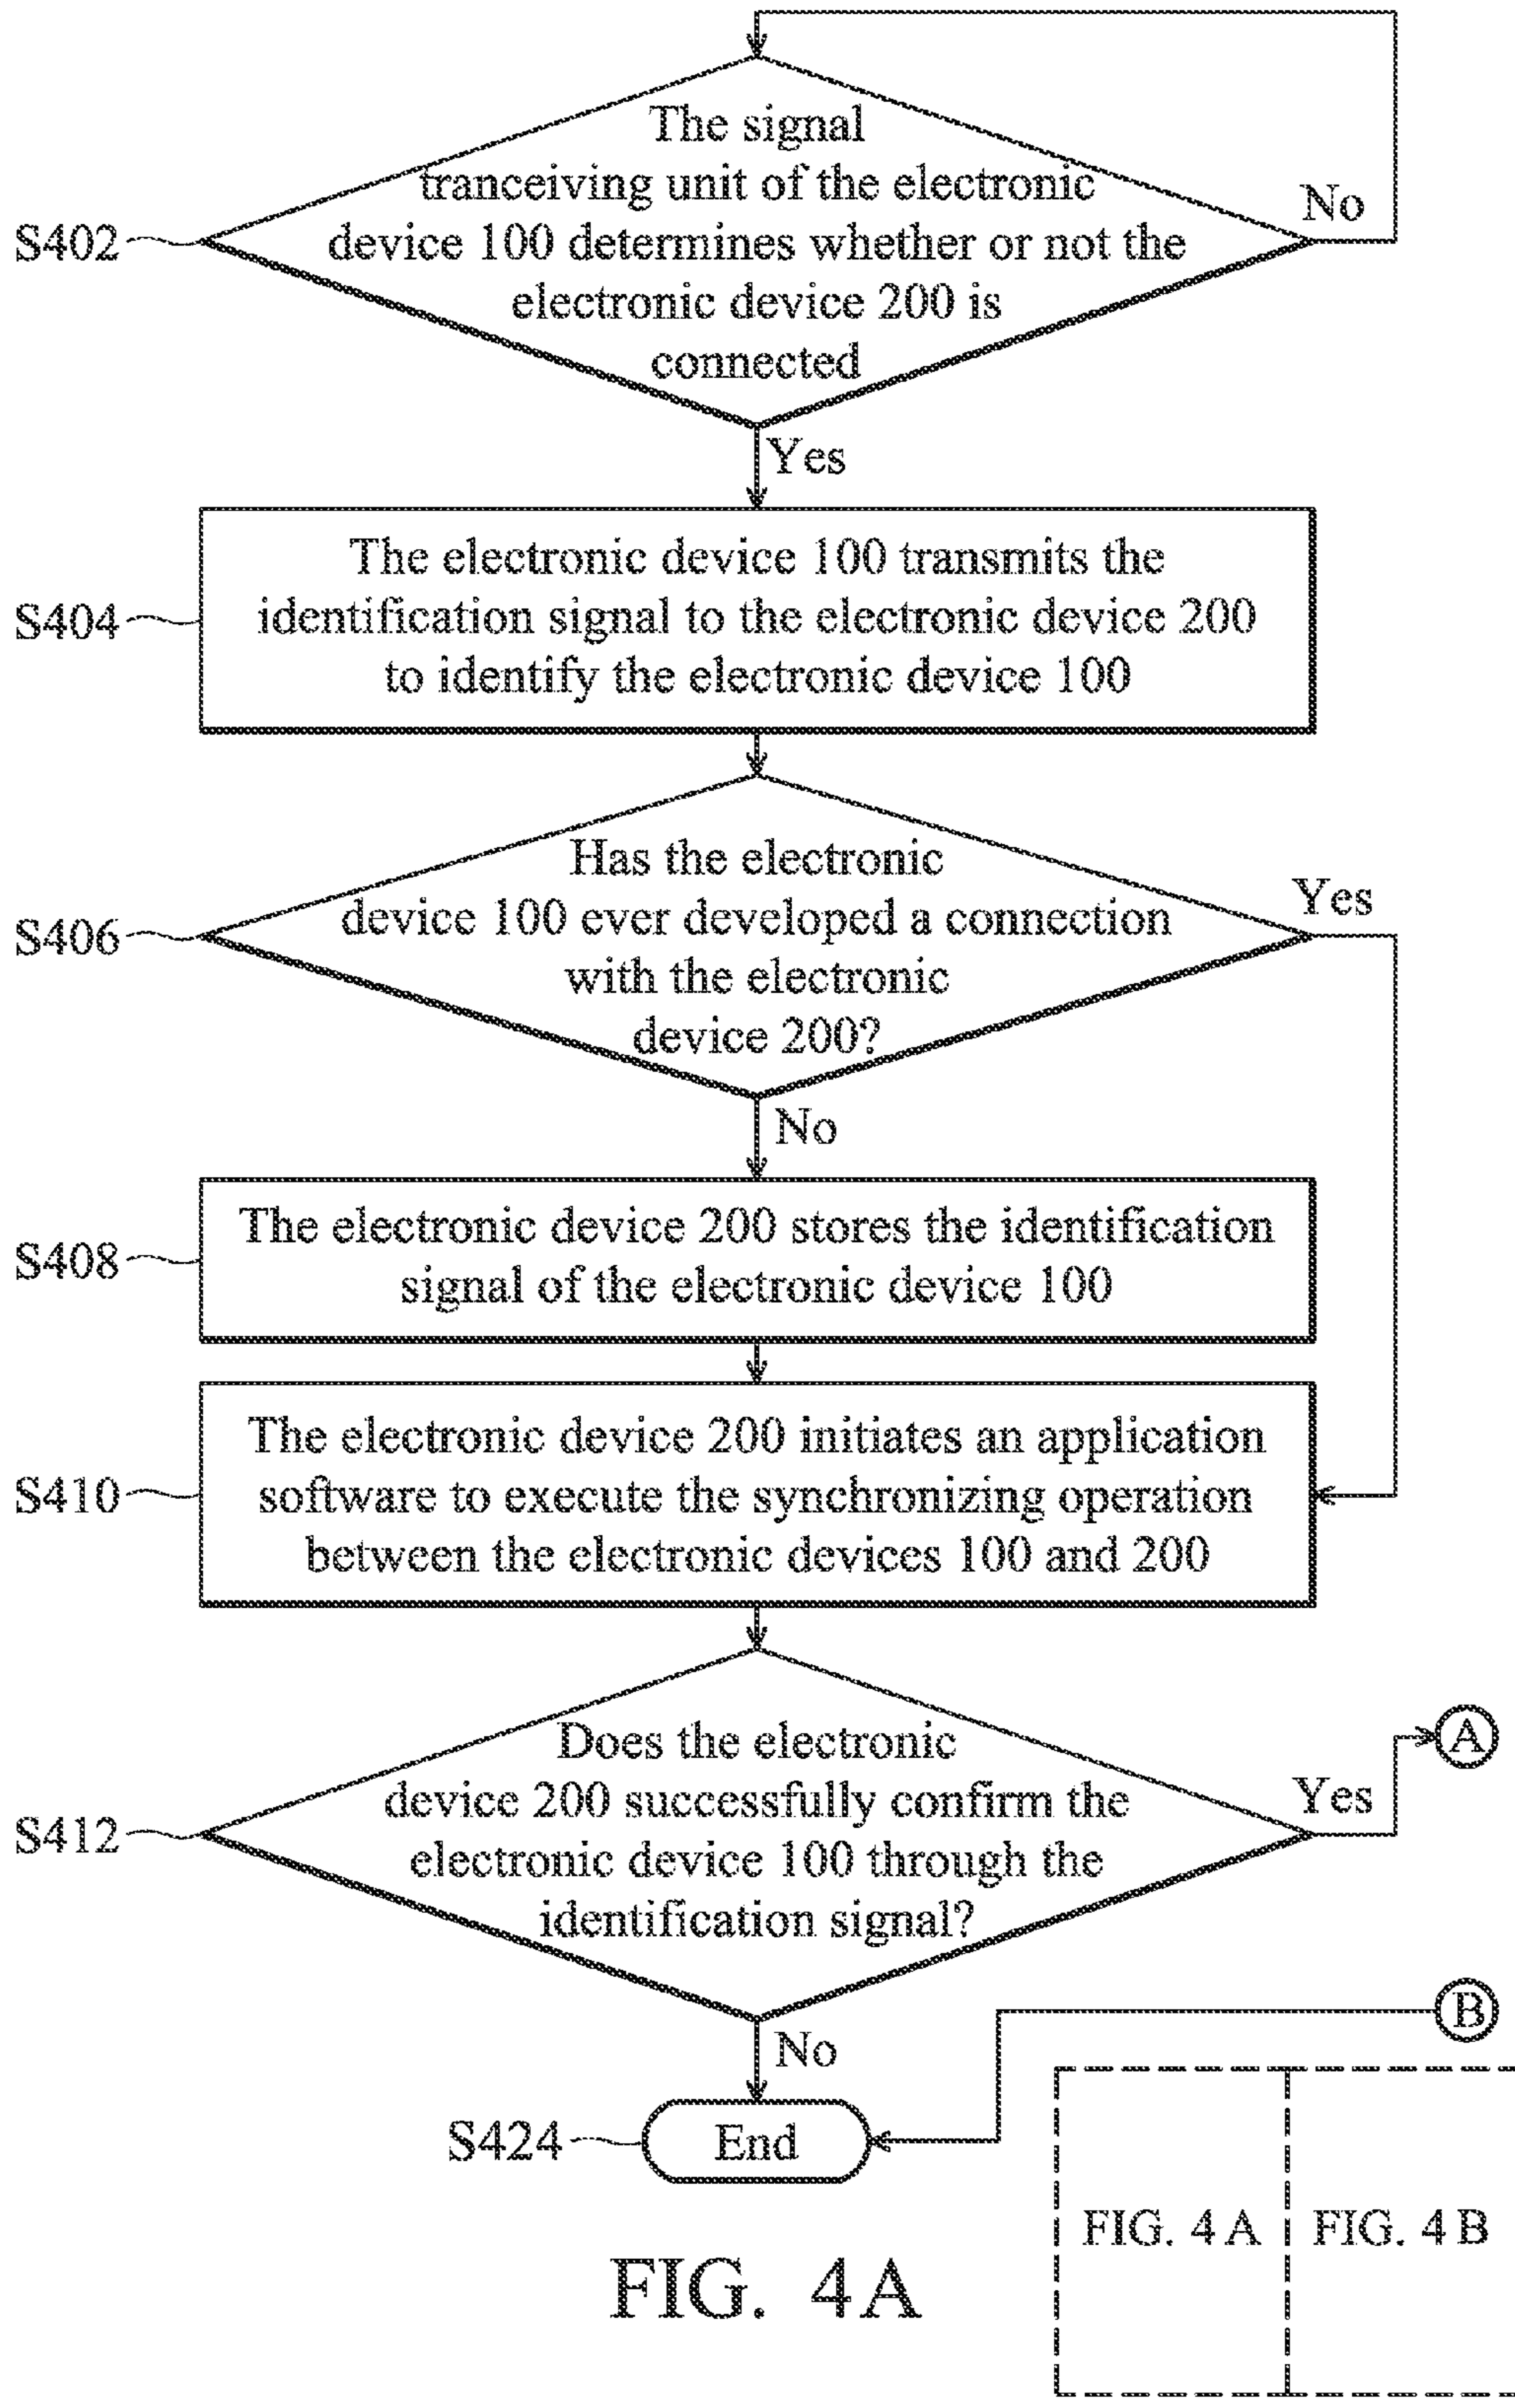 The signal
tranceiving unit of the electronic
No
S402
device 100 determines whether or not the
electronic device 200 is
connected
Yes
The electronic device 100 transmits the
S404
identification signal to the electronic device 200
to identify the electronic device 100
Has the electronic
Yes
S406
device 100 ever developed a connection
with the electronic
device 200?
No
The electronic device 200 stores the identification
S408
signal of the electronic device 100
The electronic device 200 initiates an application
S410
software to execute the synchronizing operation
between the electronic devices 100 and 200
Does the electronic
A
Yes
S412
device 200 successfully confirm the
electronic device 100 through the
identification signal?
B
No
S424
End
FIG. 4A
FIG. 4B
FIG. 4A